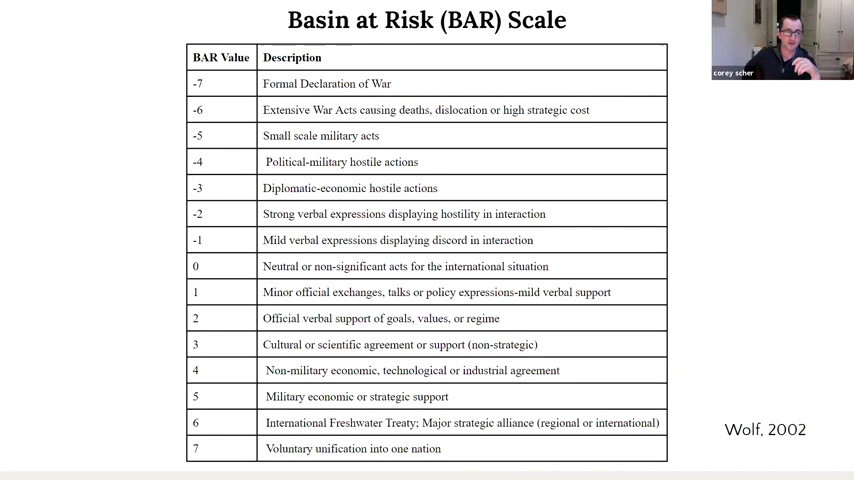 Basin at Risk (BAR) Scale
corey scher
BAR Value Description
-7 Formal Declaration of War
-6 Extensive War Acts causing deaths, dislocation or high strategic cost
-5 Small scale military acts
-4 Political-military hostile actions
-3 Diplomatic-economic hostile actions
-2 Strong verbal expressions displaying hostility in interaction
-1 Mild verbal expressions displaying discord in interaction
0 Neutral or non-significant acts for the international situation
1 Minor official exchanges, talks or policy expressions-mild verbal support
2 Official verbal support of goals, values, or regime
3 Cultural or scientific agreement or support (non-strategic)
4 Non-military economic, technological or industrial agreement
5 Military economic or strategic support
6 International Freshwater Treaty; Major strategic alliance (regional or international)
7 Voluntary unification into one nation
Wolf, 2002